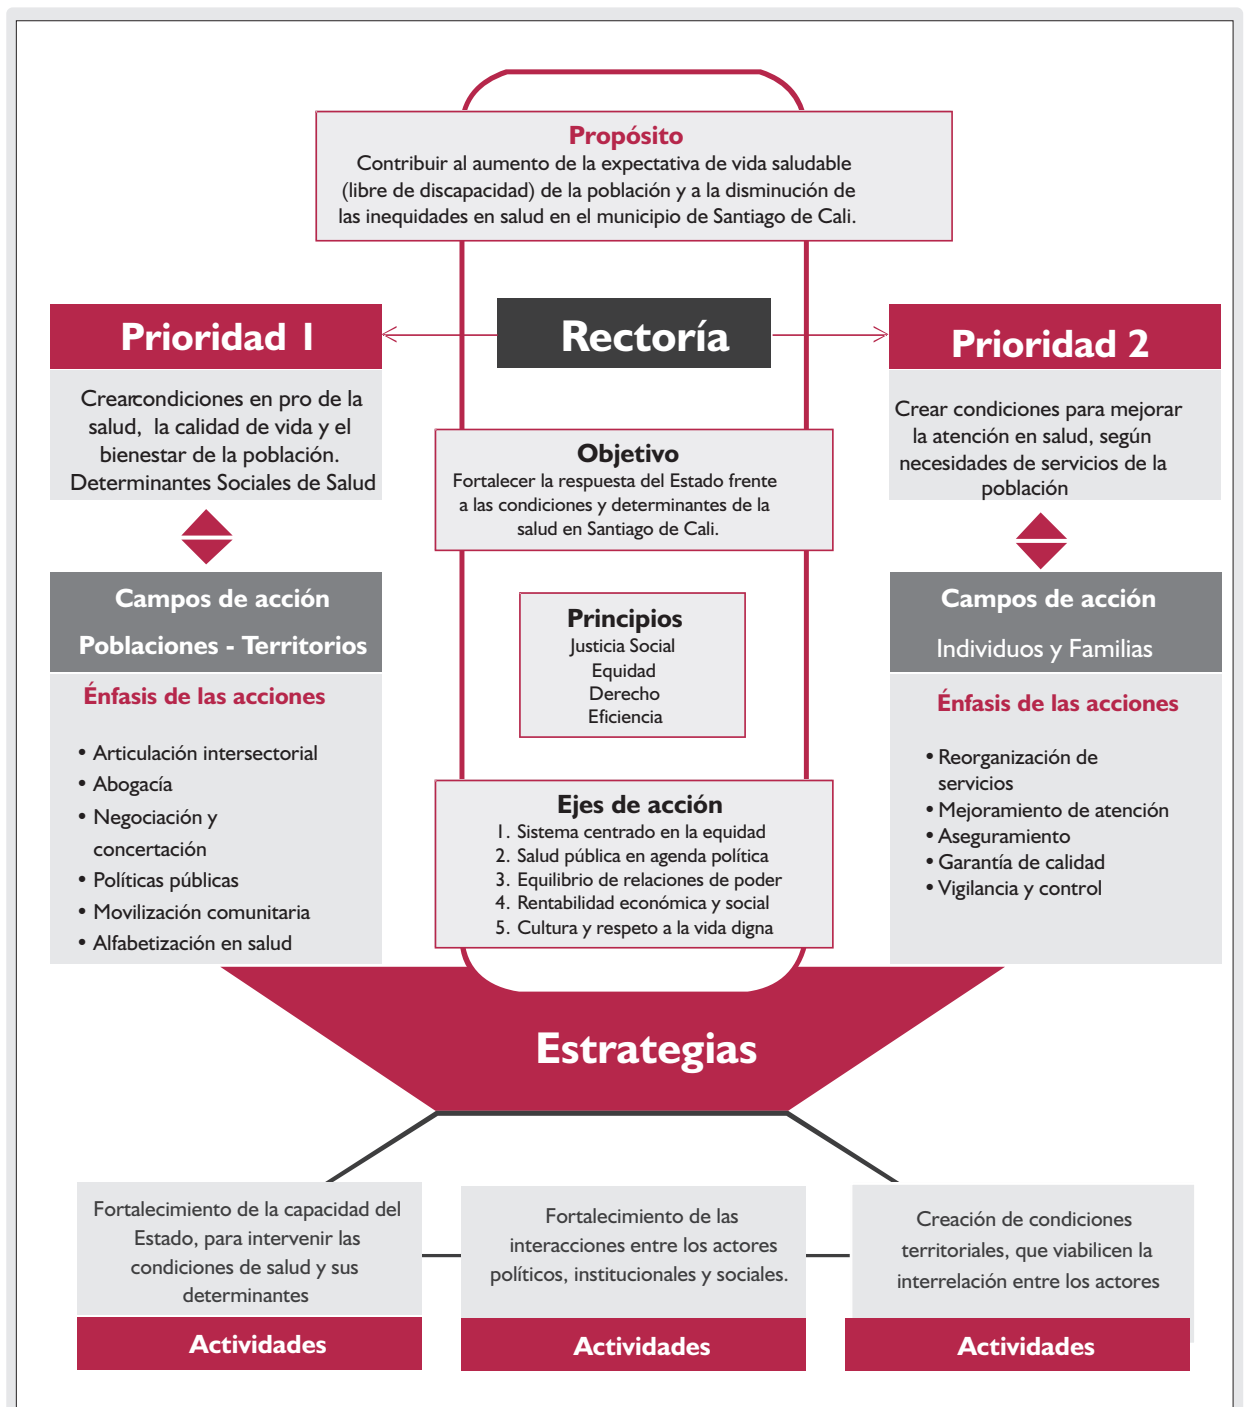 Propósito
Contribuir al aumento de la expectativa de vida saludable
(libre de discapacidad) de la población y a la disminución de
las inequidades en salud en el municipio de Santiago de Cali.
Prioridad 1
Rectoría
Prioridad 2
Crearcondiciones en pro de la
salud, la calidad de vida y el
bienestar de la población.
Determinantes Sociales de Salud
Objetivo
Fortalecer la respuesta del Estado frente
a las condiciones y determinantes de la
salud en Santiago de Cali.
Crear condiciones para mejorar
la atención en salud, según
necesidades de servicios de la
población
Campos de acción
Poblaciones - Territorios
Énfasis de las acciones
• Articulación intersectorial
• Abogacía
• Negociación y
concertación
• Políticas públicas
• Movilización comunitaria
• Alfabetización en salud
Principios
Justicia Social
Equidad
Derecho
Eficiencia
Ejes de acción
1. Sistema centrado en la equidad
2. Salud pública en agenda política
3. Equilibrio de relaciones de poder
4. Rentabilidad económica y social
5. Cultura y respeto a la vida digna
Campos de acción
Individuos y Familias
Énfasis de las acciones
• Reorganización de
servicios
• Mejoramiento de atención
• Aseguramiento
• Garantía de calidad
• Vigilancia y control
Estrategias
Fortalecimiento de la capacidad del
Estado, para intervenir las
condiciones de salud y sus
determinantes
Actividades
Fortalecimiento de las
interacciones entre los actores
políticos, institucionales y sociales.
Actividades
Creación de condiciones
territoriales, que viabilicen la
interrelación entre los actores
Actividades